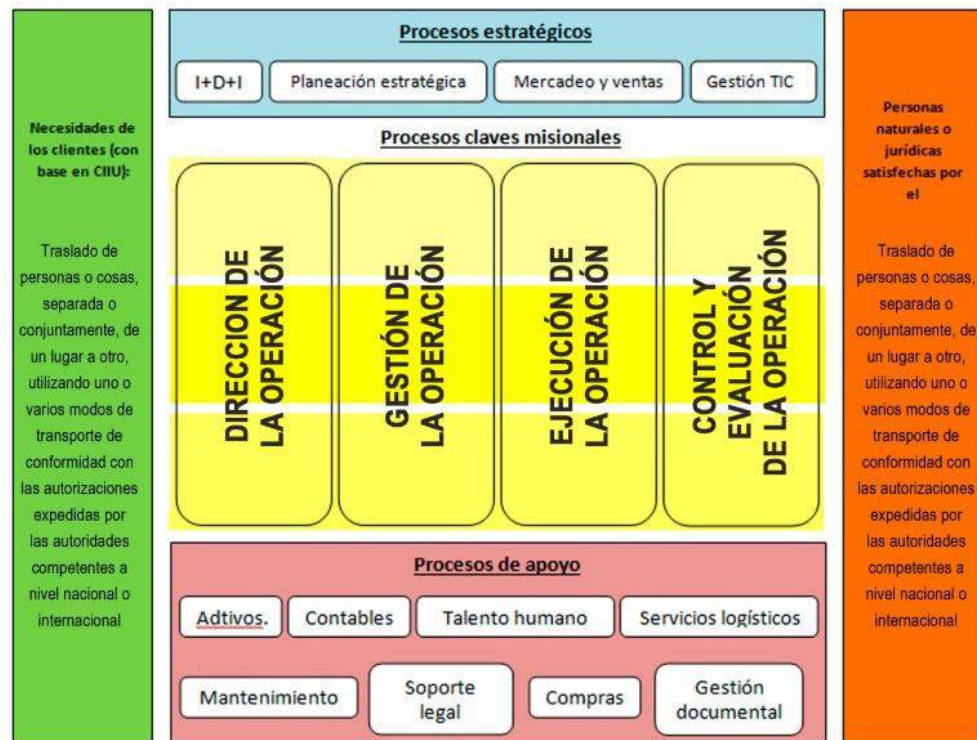 Necesidades de
los clientes (con
base en CIIU):
Traslado de
personas o cosas,
separada o
conjuntamente, de
un lugar a otro,
utilizando uno o
varios modos de
transporte de
conformidad con
las autorizaciones
expedidas por
las autoridades
competentes a
nivel nacional o
internacional
Procesos estratégicos
I+D+I
Planeación estratégica
Mercadeo y ventas
Gestión TIC
Procesos claves misionales
DIRECCION DE
LA OPERACIÓN
GESTIÓN DE
LA OPERACIÓN
EJECUCIÓN DE
LA OPERACIÓN
CONTROL Y
EVALUACIÓN
DE LA OPERACIÓN
Procesos de apoyo
Adtivos.
Contables
Talento humano
Servicios logísticos
Mantenimiento
Soporte
legal
Compras
Gestión
documental
Personas
naturales o
jurídicas
satisfechas por
el
Traslado de
personas o cosas,
separada o
conjuntamente, de
un lugar a otro,
utilizando uno o
varios modos de
transporte de
conformidad con
las autorizaciones
expedidas por
las autoridades
competentes a
nivel nacional o
internacional